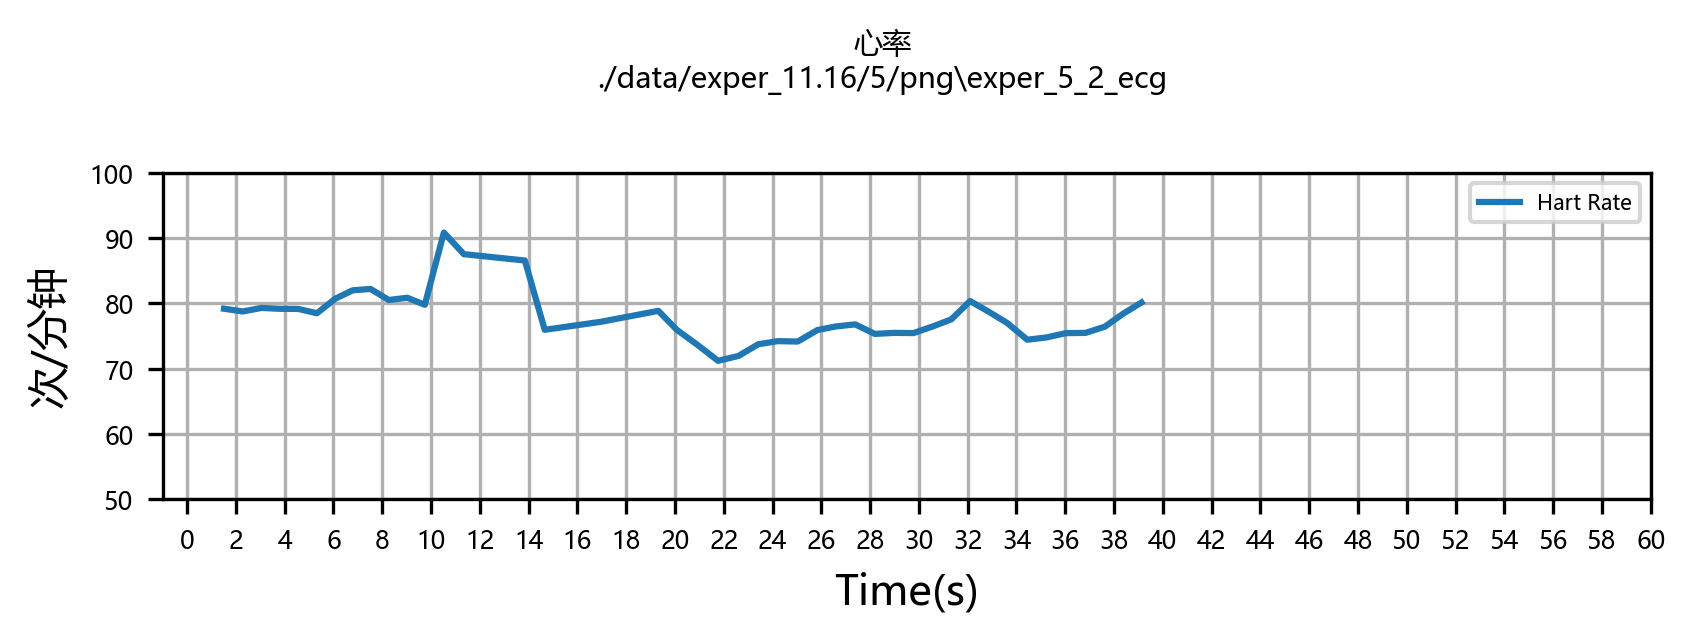 心率
./data/exper_11.16/5/png\exper_5_2_ecg
100
90
80
70
60
50
次/分钟
Hart Rate
0 2 4 6 8 10 12 14 16 18 20 22 24 26 28 30 32 34 36 38 40 42 44 46 48 50 52 54 56 58 60
Time(s)